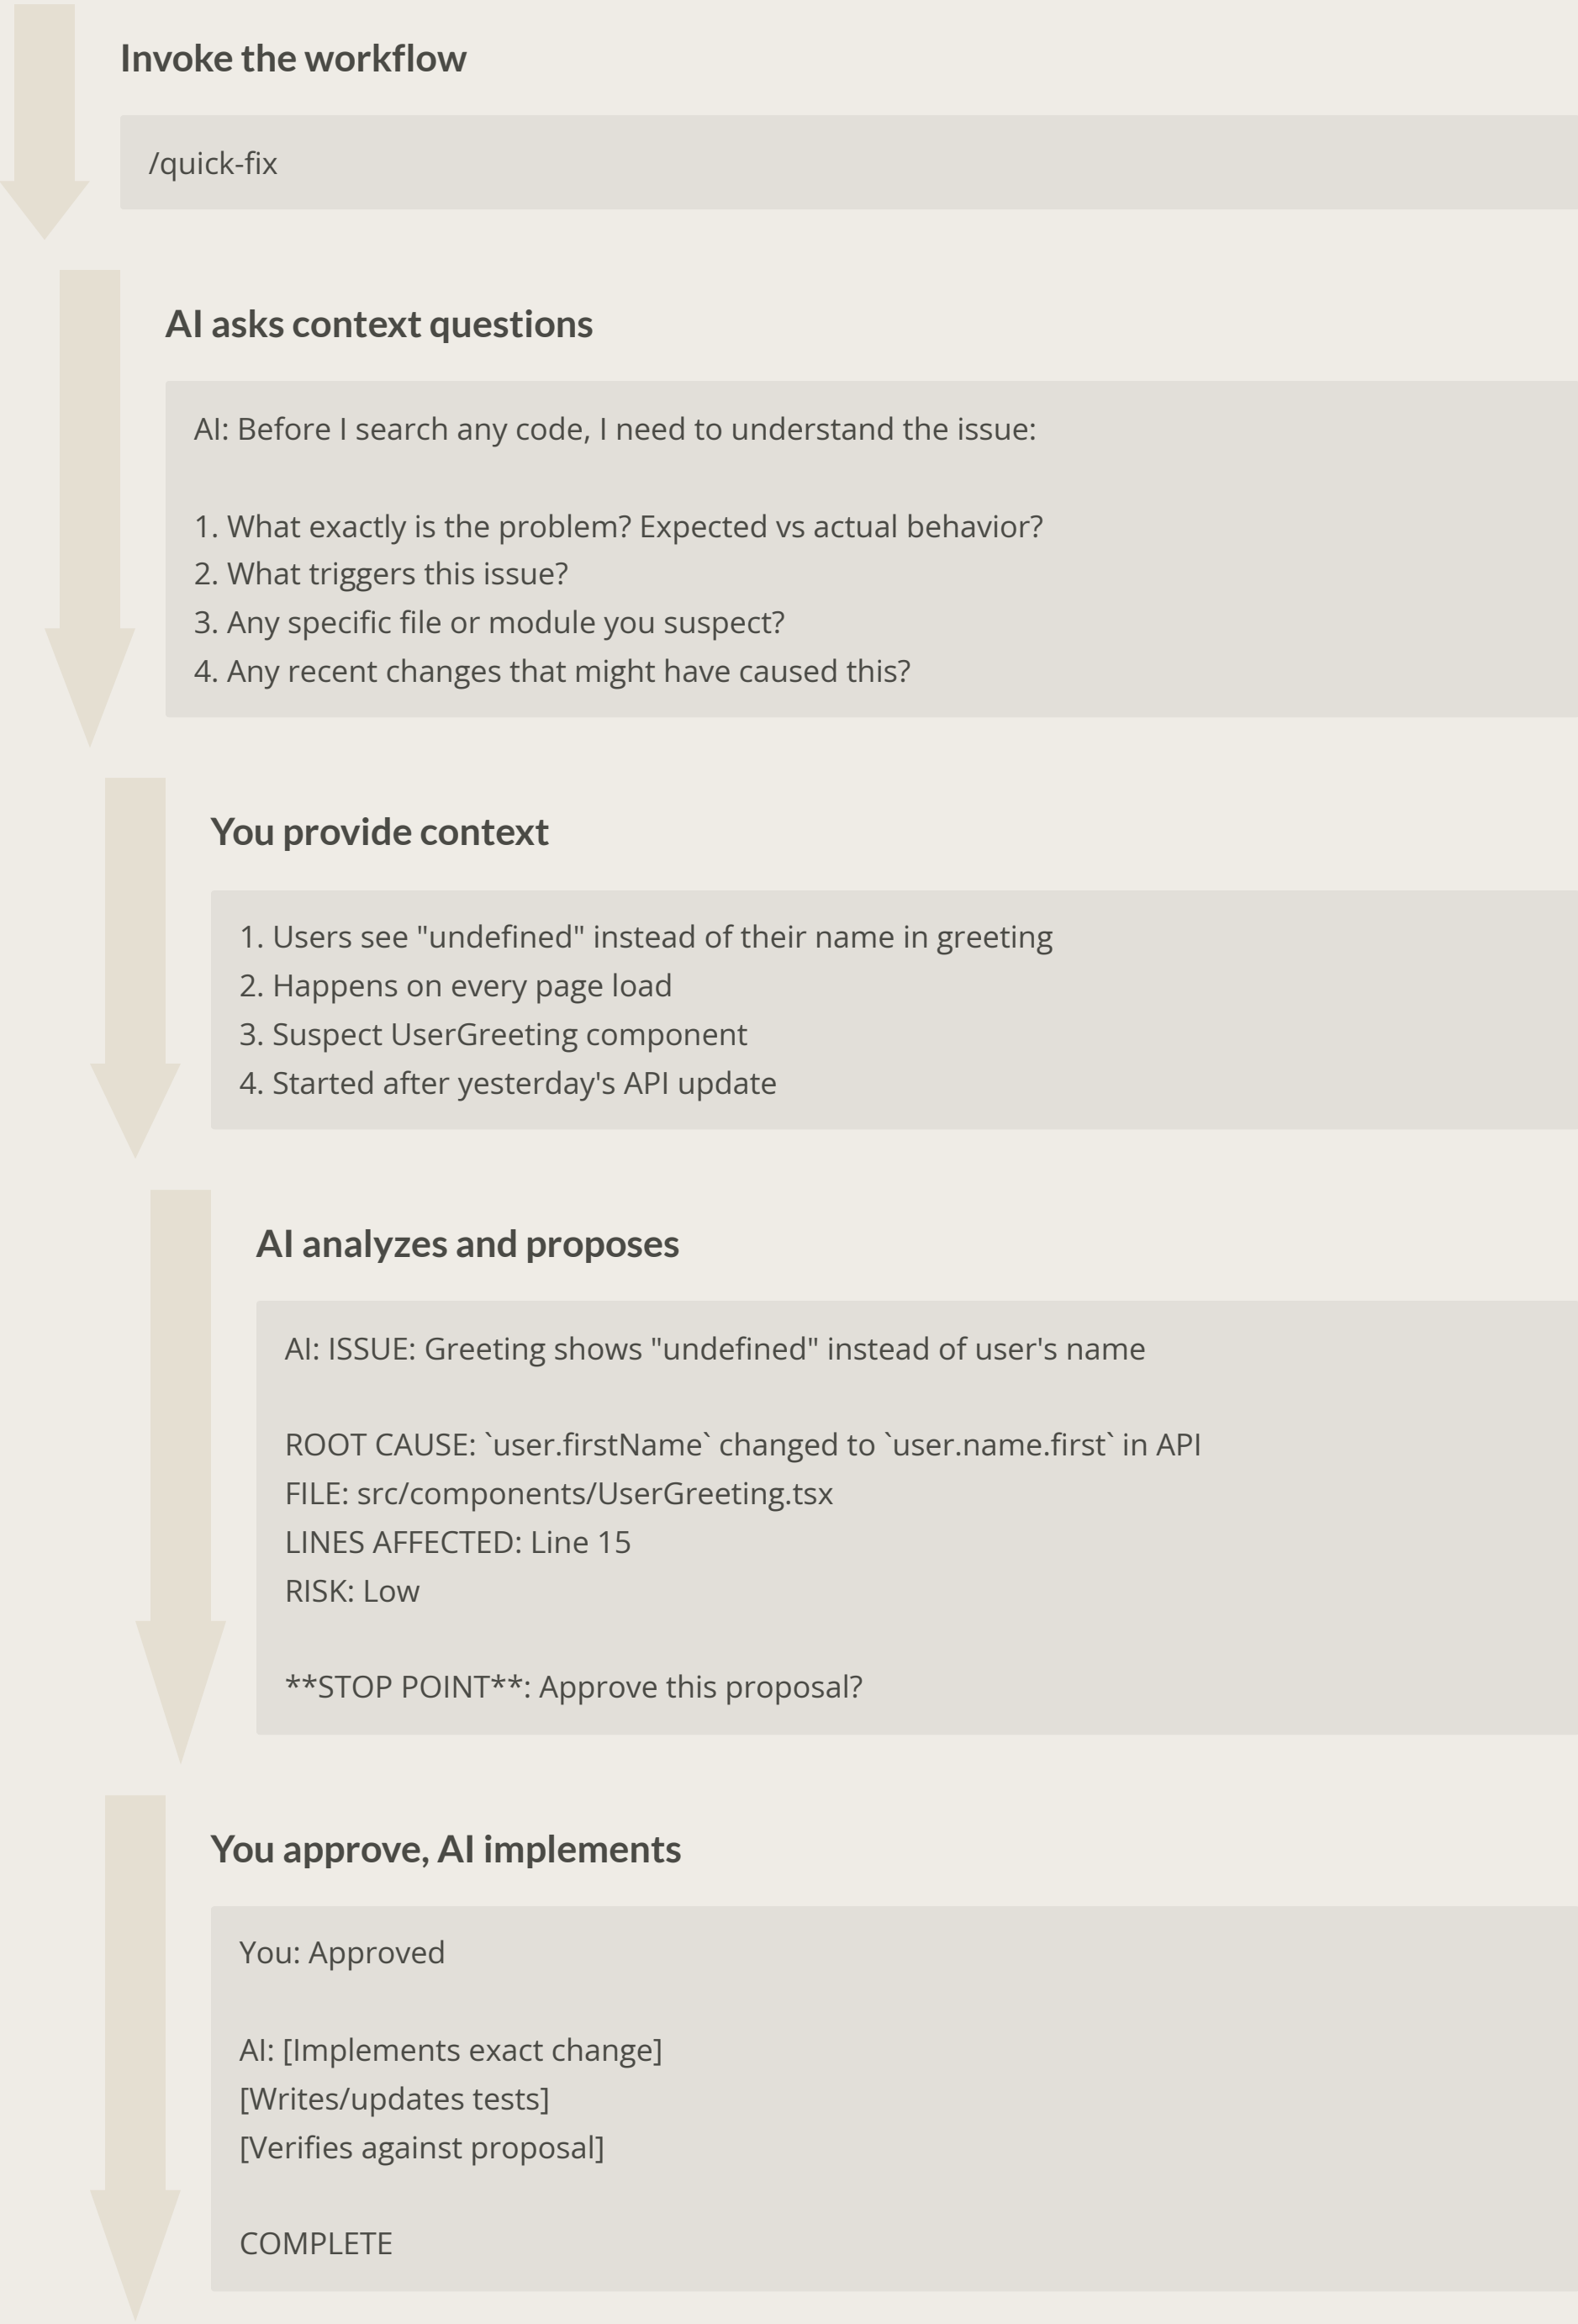 Invoke the workflow
/quick-fix
AI asks context questions
AI: Before I search any code, I need to understand the issue:
1. What exactly is the problem? Expected vs actual behavior?
2. What triggers this issue?
3. Any specific file or module you suspect?
4. Any recent changes that might have caused this?
You provide context
1. Users see "undefined" instead of their name in greeting
2. Happens on every page load
3. Suspect UserGreeting component
4. Started after yesterday's API update
AI analyzes and proposes
AI: ISSUE: Greeting shows "undefined" instead of user's name
ROOT CAUSE: `user.firstName` changed to `user.name.first` in API
FILE: src/components/UserGreeting.tsx
LINES AFFECTED: Line 15
RISK: Low
**STOP POINT**: Approve this proposal?
You approve, AI implements
You: Approved
AI: [Implements exact change]
[Writes/updates tests]
[Verifies against proposal]
COMPLETE